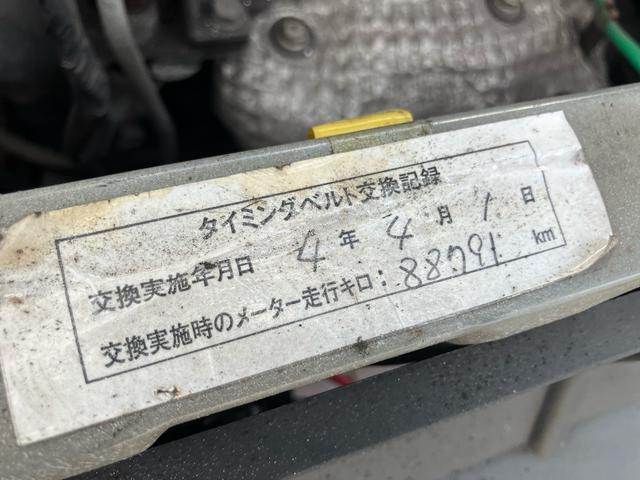 タイミングベルト交換記録
交換実施年月日 4 年 4 月 1 日
交換実施時のメーター走行キロ： km